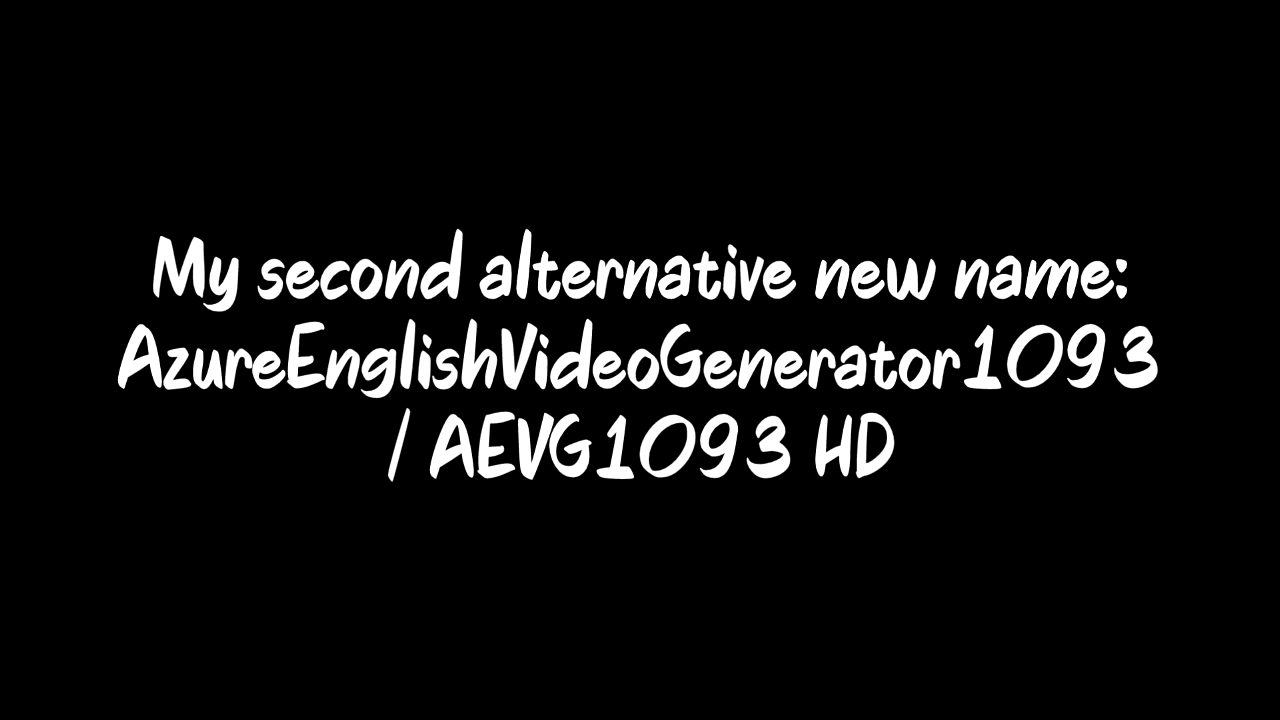 My second alternative new name:
AzureEnglishVideoGenerator1093
/ AEVG1093 HD